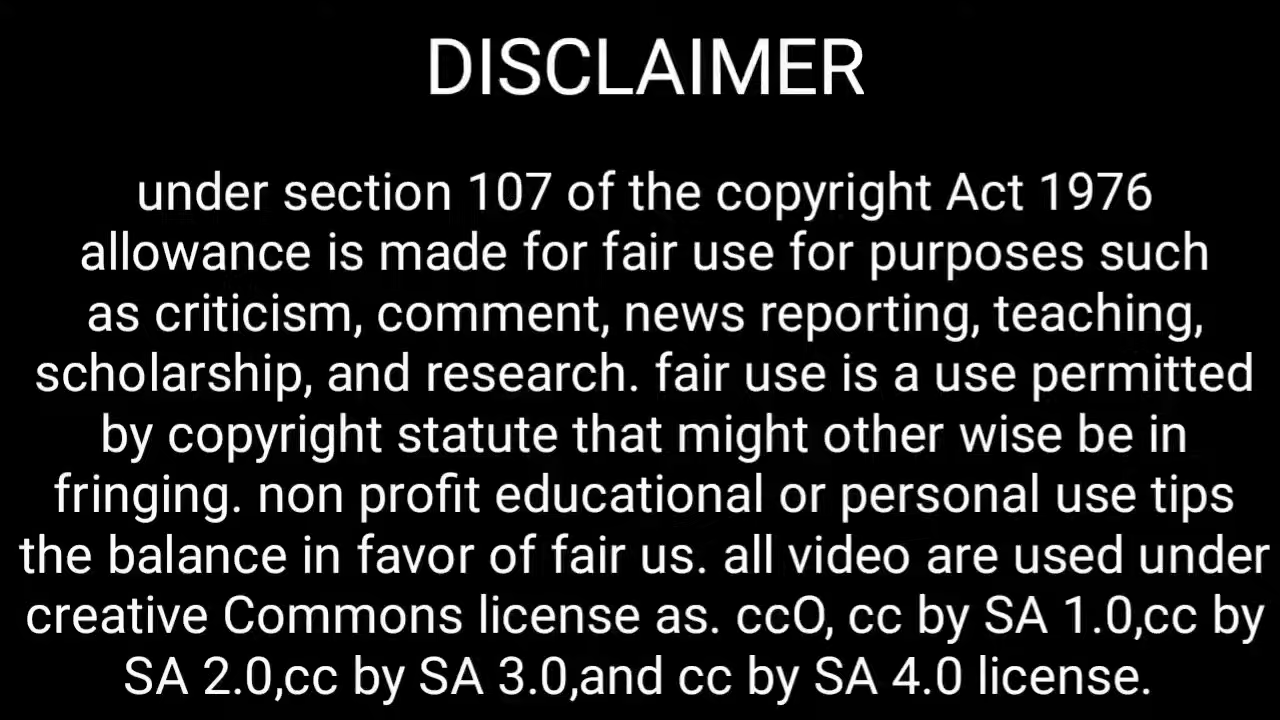 DISCLAIMER
under section 107 of the copyright Act 1976
allowance is made for fair use for purposes such
as criticism, comment, news reporting, teaching,
scholarship, and research. fair use is a use permitted
by copyright statute that might other wise be in
fringing. non profit educational or personal use tips
the balance in favor of fair us. all video are used under
creative Commons license as. ccO, cc by SA 1.0,cc by
SA 2.0,cc by SA 3.0,and cc by SA 4.0 license.